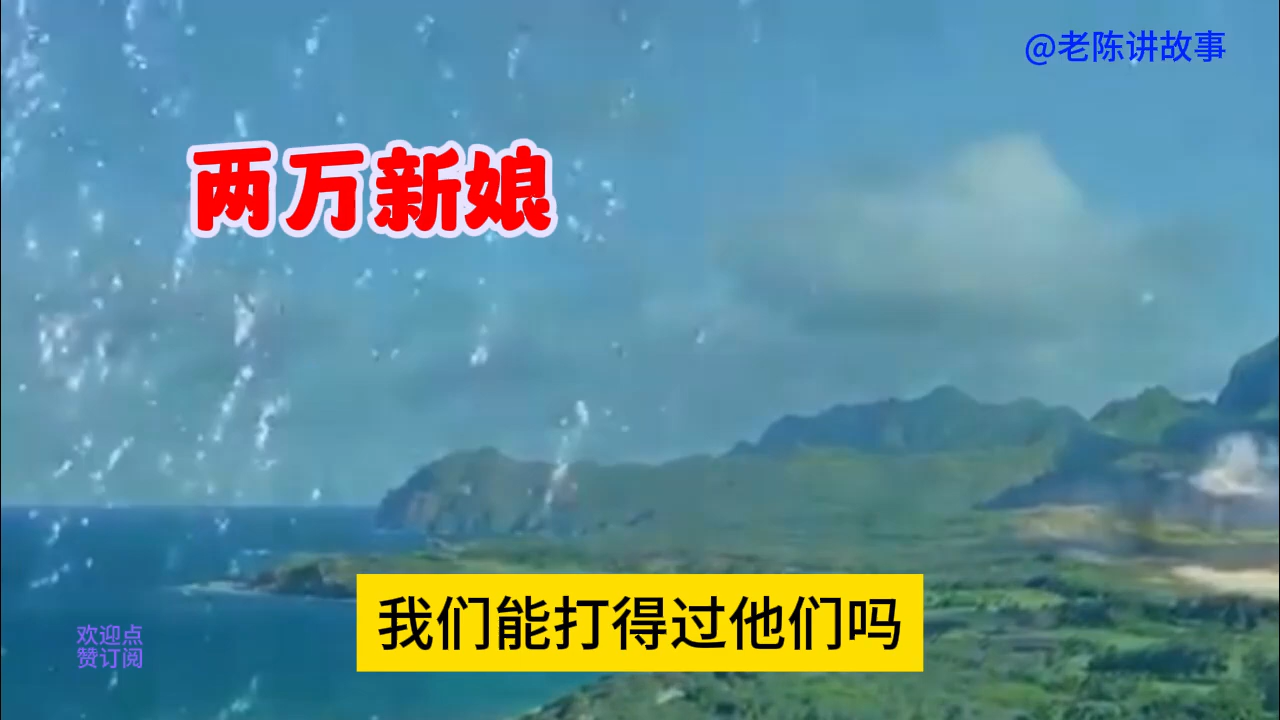 @老陈讲故事
两万新娘
我们能打得过他们吗
欢迎点
赞订阅